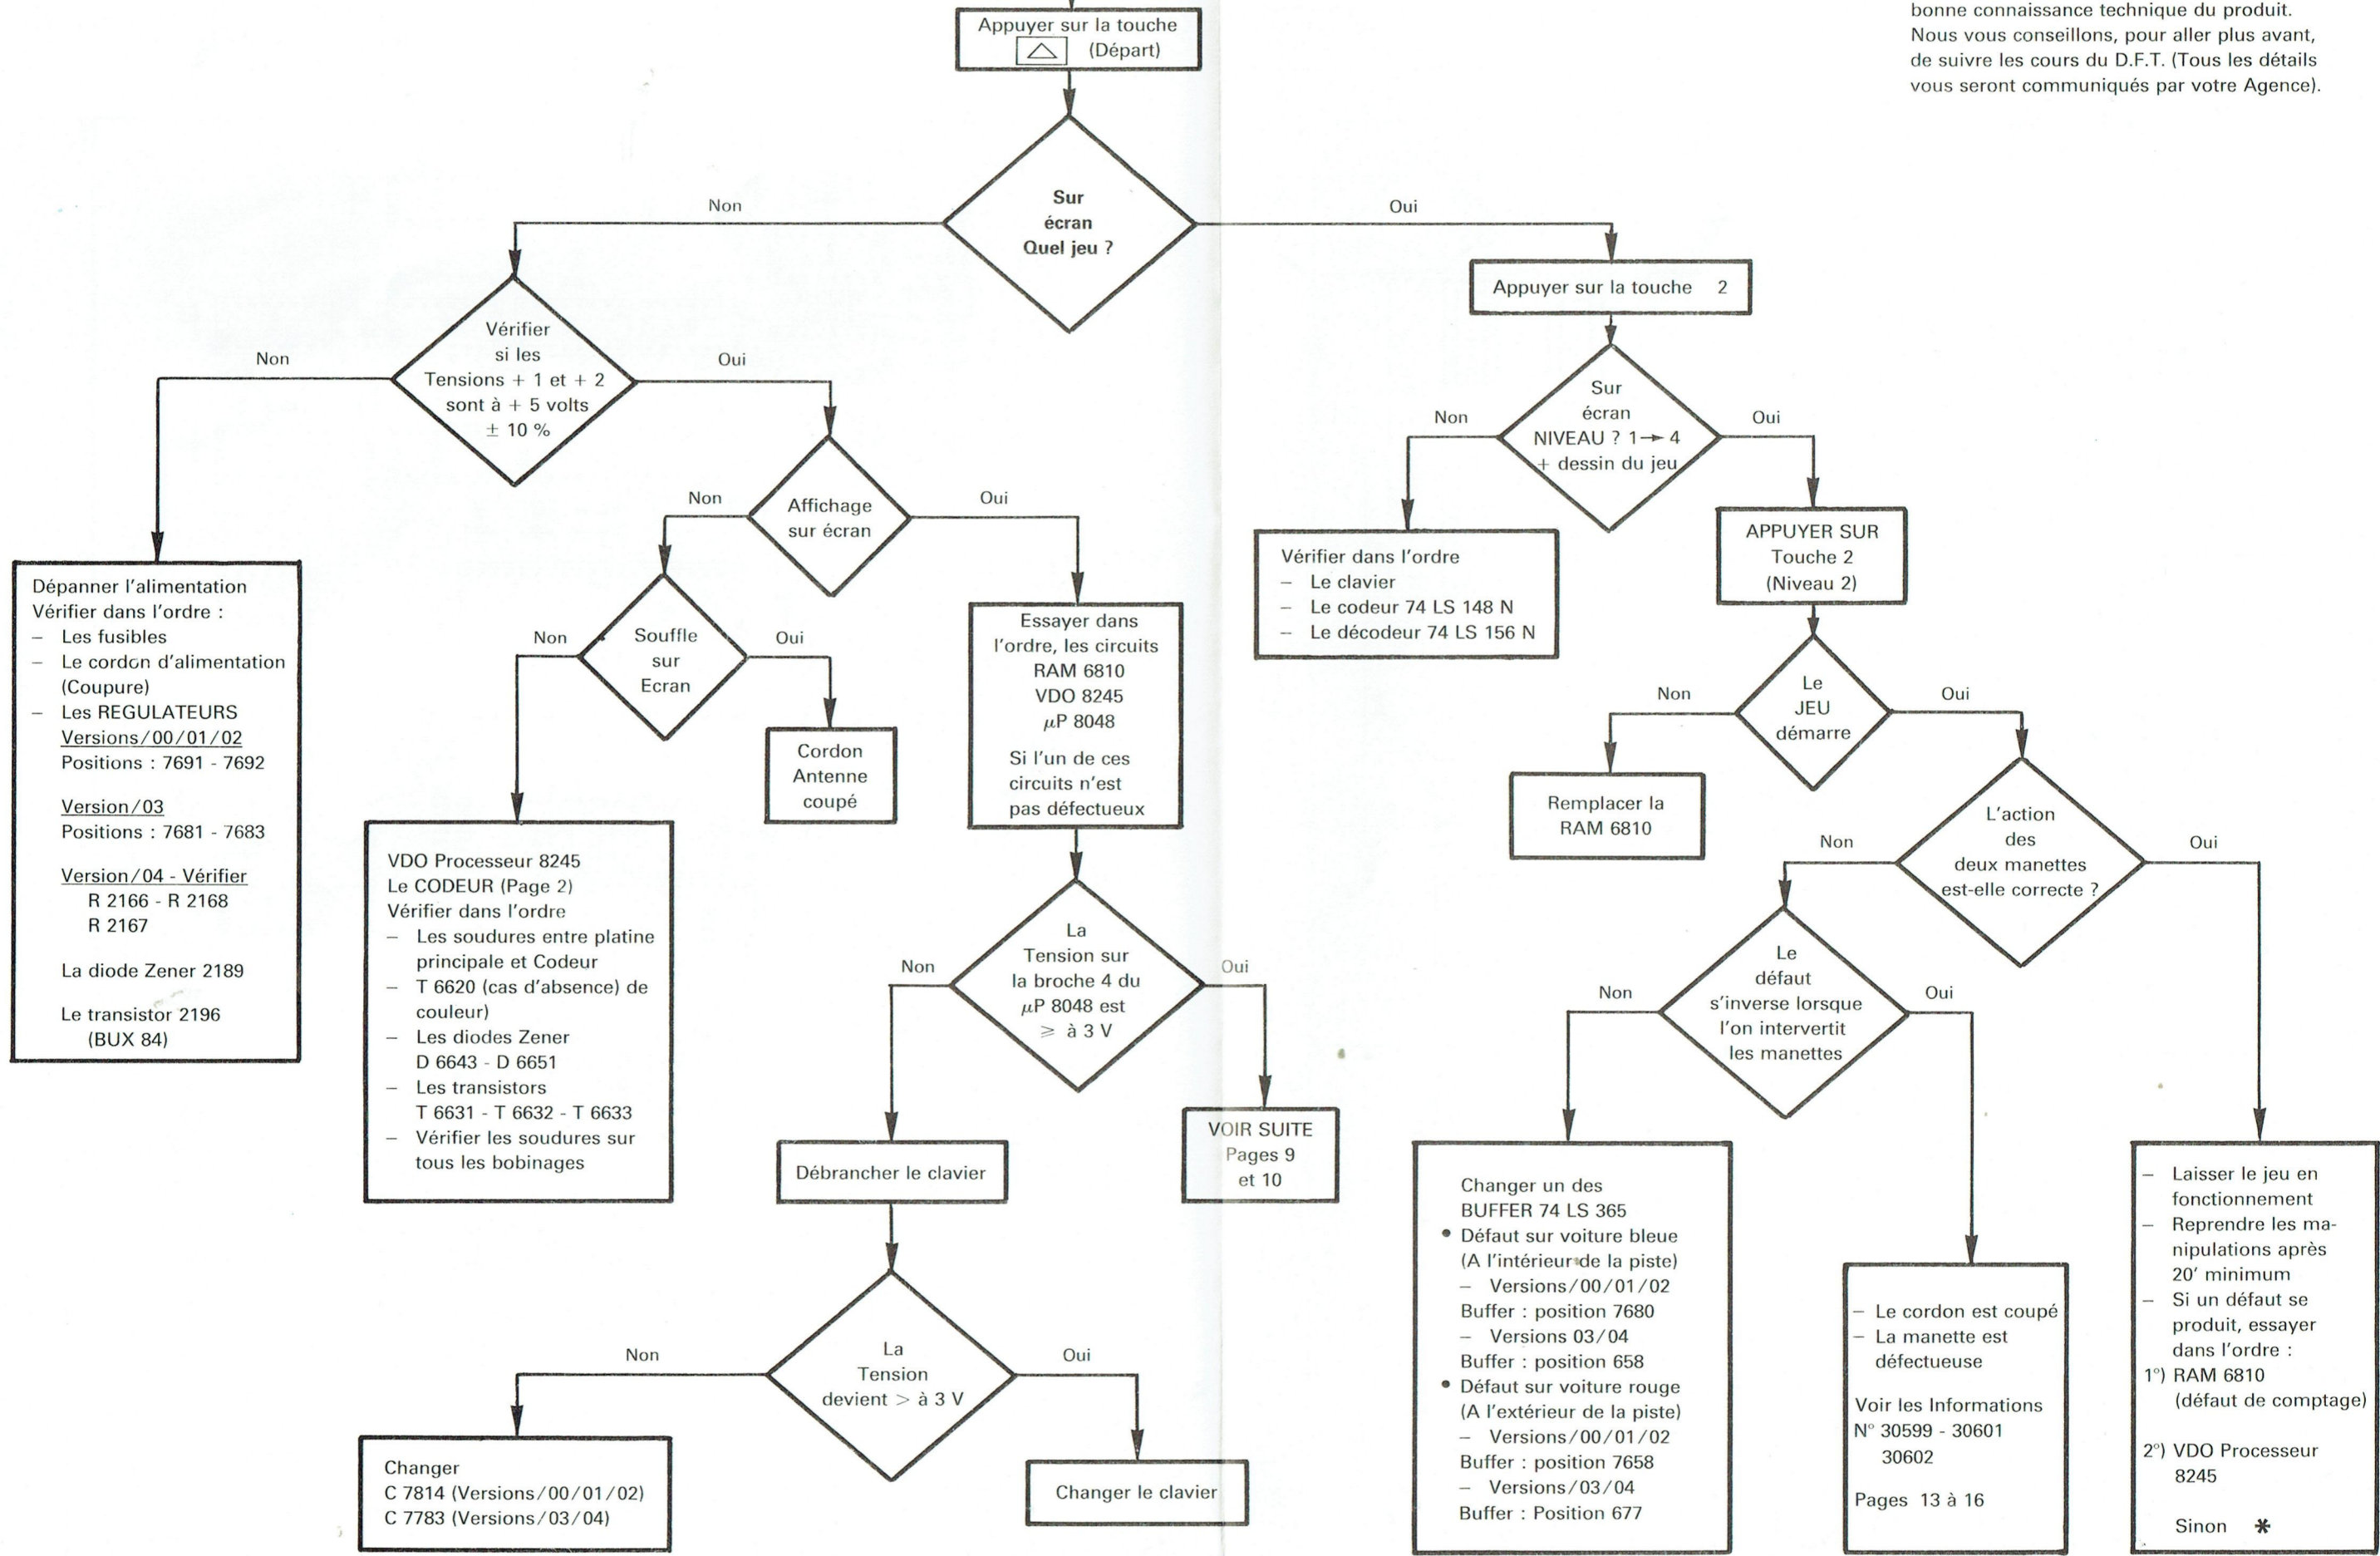 bonne connaissance technique du produit.
Nous vous conseillons, pour aller plus avant,
de suivre les cours du D.F.T. (Tous les détails
vous seront communiqués par votre Agence).
Appuyer sur la touche
(Départ)
Sur
écran
Quel jeu ?
Non
Oui
Vérifier
si les
Tensions + 1 et + 2
sont à + 5 volts
± 10 %
Non
Oui
Dépanner l'alimentation
Vérifier dans l'ordre :
– Les fusibles
– Le cordon d'alimentation
(Coupure)
– Les REGULATEURS
Versions/00/01/02
Positions : 7691 - 7692
Version/03
Positions : 7681 - 7683
Version/04 - Vérifier
R 2166 - R 2168
R 2167
La diode Zener 2189
Le transistor 2196
(BUX 84)
Affichage
sur écran
Non
Oui
Souffle
sur
Ecran
Non
Oui
VDO Processeur 8245
Le CODEUR (Page 2)
Vérifier dans l'ordre
– Les soudures entre platine
principale et Codeur
– T 6620 (cas d'absence) de
couleur)
– Les diodes Zener
D 6643 - D 6651
– Les transistors
T 6631 - T 6632 - T 6633
– Vérifier les soudures sur
tous les bobinages
Cordon
Antenne
coupé
Essayer dans
l'ordre, les circuits
RAM 6810
VDO 8245
µP 8048
Si l'un de ces
circuits n'est
pas défectueux
La
Tension sur
la broche 4 du
µP 8048 est
≥ à 3 V
Non
Oui
Débrancher le clavier
VOIR SUITE
Pages 9
et 10
La
Tension
devient > à 3 V
Non
Oui
Changer
C 7814 (Versions/00/01/02)
C 7783 (Versions/03/04)
Changer le clavier
Appuyer sur la touche 2
Sur
écran
NIVEAU ? 1→ 4
+ dessin du jeu
Non
Oui
Vérifier dans l'ordre
– Le clavier
– Le codeur 74 LS 148 N
– Le décodeur 74 LS 156 N
APPUYER SUR
Touche 2
(Niveau 2)
Le
JEU
démarre
Non
Oui
Remplacer la
RAM 6810
L'action
des
deux manettes
est-elle correcte ?
Non
Oui
Le
défaut
s'inverse lorsque
l'on intervertit
les manettes
Non
Oui
Changer un des
BUFFER 74 LS 365
• Défaut sur voiture bleue
(A l'intérieur de la piste)
– Versions/00/01/02
Buffer : position 7680
– Versions 03/04
Buffer : position 658
• Défaut sur voiture rouge
(A l'extérieur de la piste)
– Versions/00/01/02
Buffer : position 7658
– Versions/03/04
Buffer : Position 677
– Le cordon est coupé
– La manette est
défectueuse
Voir les Informations
N° 30599 - 30601
30602
Pages 13 à 16
– Laisser le jeu en
fonctionnement
– Reprendre les ma-
nipulations après
20' minimum
– Si un défaut se
produit, essayer
dans l'ordre :
1°) RAM 6810
(défaut de comptage)
2°) VDO Processeur
8245
Sinon *